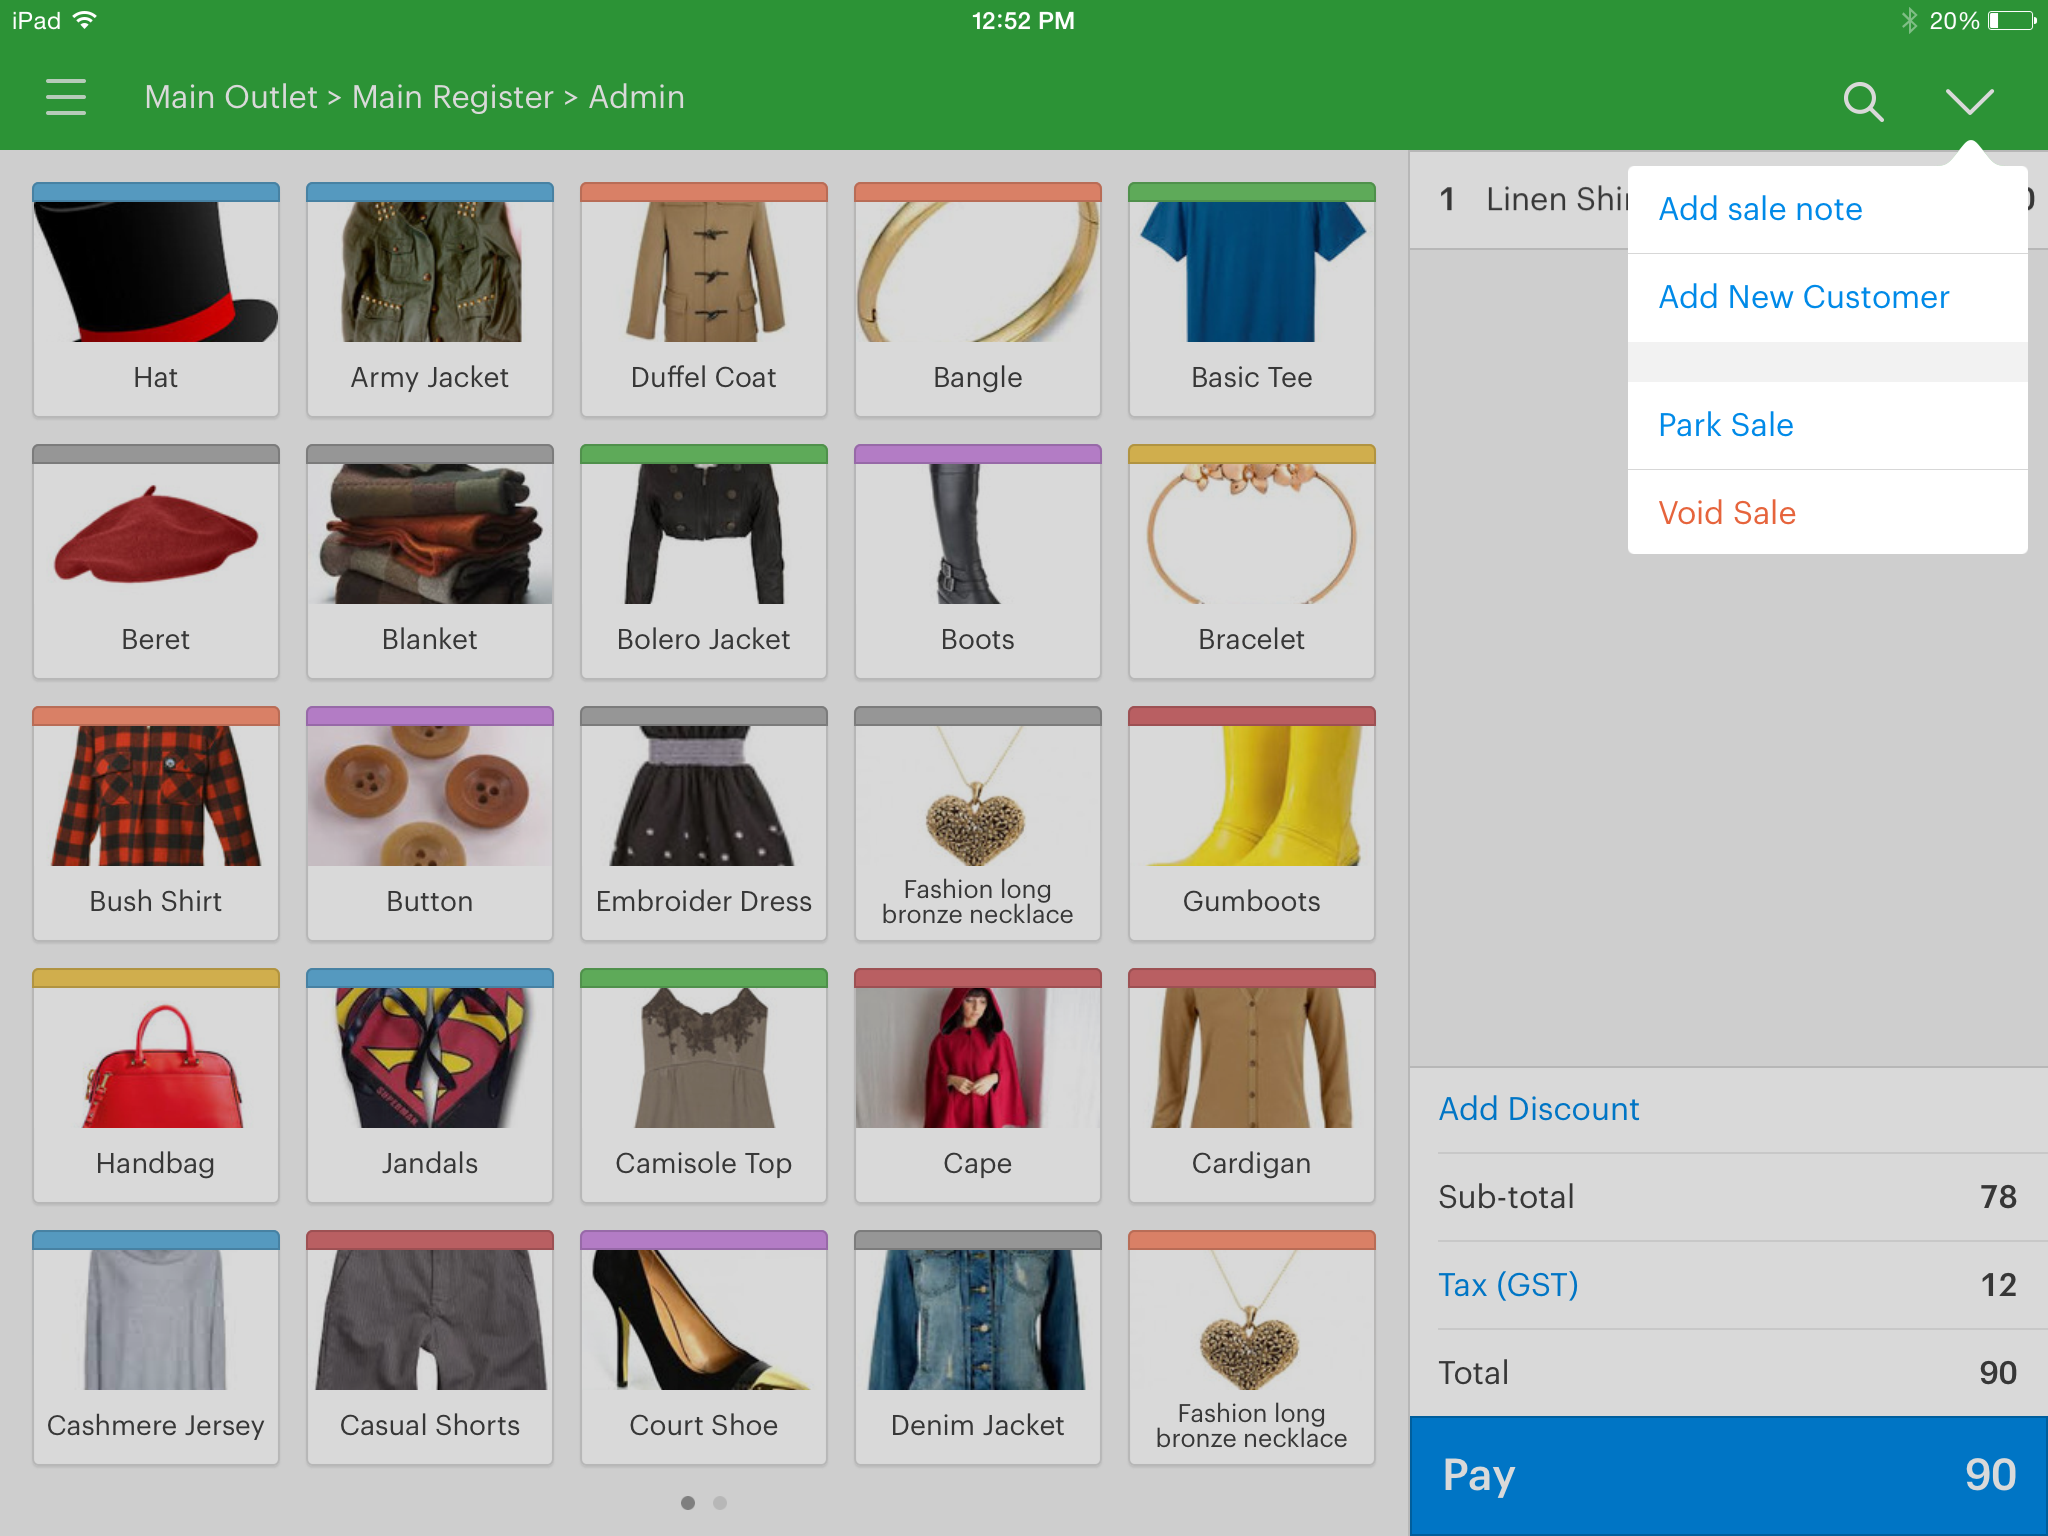 iPad
12:52 PM
20%
Main Outlet > Main Register > Admin
Hat
Army Jacket
Duffel Coat
Bangle
Basic Tee
Beret
Blanket
Bolero Jacket
Boots
Bracelet
Bush Shirt
Button
Embroider Dress
Fashion long
bronze necklace
Gumboots
Handbag
SUPERMAN
Jandals
Camisole Top
Cape
Cardigan
Cashmere Jersey
Casual Shorts
Court Shoe
Denim Jacket
Fashion long
bronze necklace
1 Linen
Add sale note
Add New Customer
Park Sale
Void Sale
Add Discount
Sub-total 78
Tax (GST) 12
Total 90
Pay 90